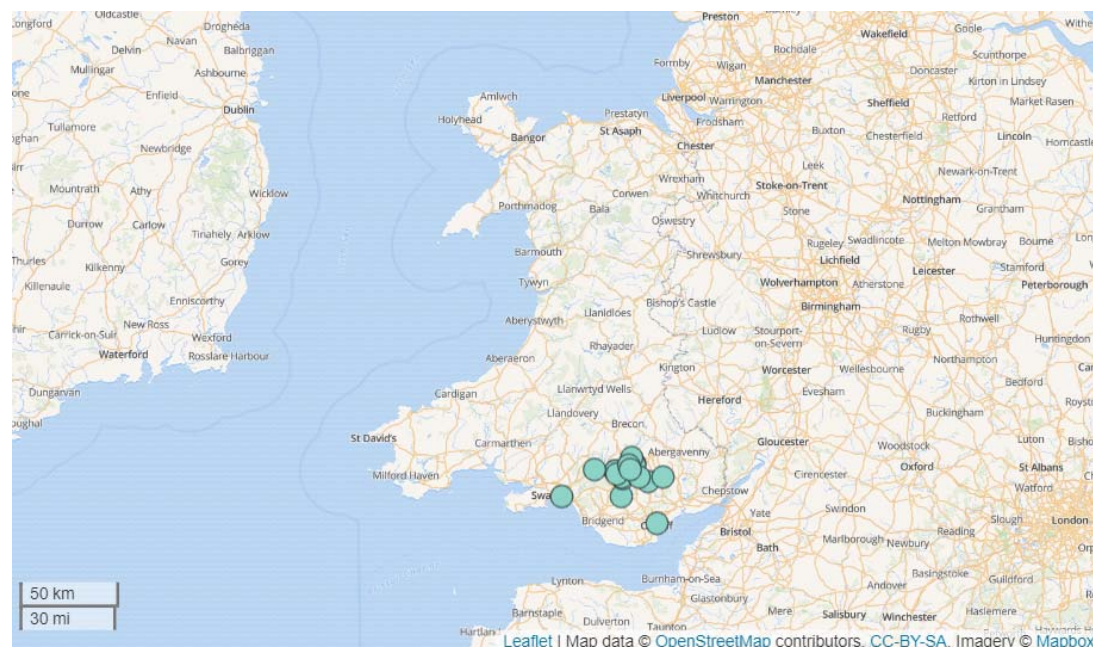 Oldcastle
Drogheda
Longford
Navan
Delvin
Balbriggan
Mullingar
Ashbourne
Enfield
Dublin
Tullamore
Newbridge
Birr
Wicklow
Mountrath
Athy
Durrow
Carlow
Tinahely
Arklow
Thurles
Kilkenny
Gorey
Killenaule
Enniscorthy
New Ross
Carrick-on-Suir
Wexford
Waterford
Rosslare Harbour
Dungarvan
Youghal
Preston
Burnley
Halifax
Wakefield
Goole
Rochdale
Scunthorpe
Formby
Wigan
Doncaster
Manchester
Kirton in Lindsey
Liverpool
Warrington
Sheffield
Market Rasen
Amlwch
Holyhead
Prestatyn
Frodsham
Retford
Bangor
St Asaph
Chester
Buxton
Chesterfield
Lincoln
Horncastle
Leek
Newark-on-Trent
Wrexham
Whitchurch
Corwen
Stoke-on-Trent
Nottingham
Porthmadog
Bala
Oswestry
Stone
Grantham
Barmouth
Shrewsbury
Rugeley
Swadlincote
Melton Mowbray
Bourne
Lichfield
Leicester
Stamford
Tywyn
Wolverhampton
Atherstone
Peterborough
Bishop's Castle
Birmingham
Aberystwyth
Llanidloes
Ludlow
Stourport-
on-Severn
Rugby
Rothwell
Huntingdon
Rhayader
Aberaeron
Kington
Worcester
Wellesbourne
Northampton
Cardigan
Llanwrtyd Wells
Hereford
Evesham
Bedford
Llandovery
Buckingham
Brecon
St David's
Carmarthen
Gloucester
Woodstock
Luton
Milford Haven
Abergavenny
Cirencester
Oxford
St Albans
Watford
Chepstow
Swindon
Slough
London
Bridgend
Yate
Bristol
Reading
Bath
Marlborough
Newbury
Basingstoke
Guildford
Lynton
Burnham-on-Sea
Glastonbury
Andover
Barnstaple
Mere
Salisbury
Winchester
Haslemere
Dulverton
Taunton
50 km
30 mi
Leaflet | Map data © OpenStreetMap contributors, CC-BY-SA, Imagery © Mapbox